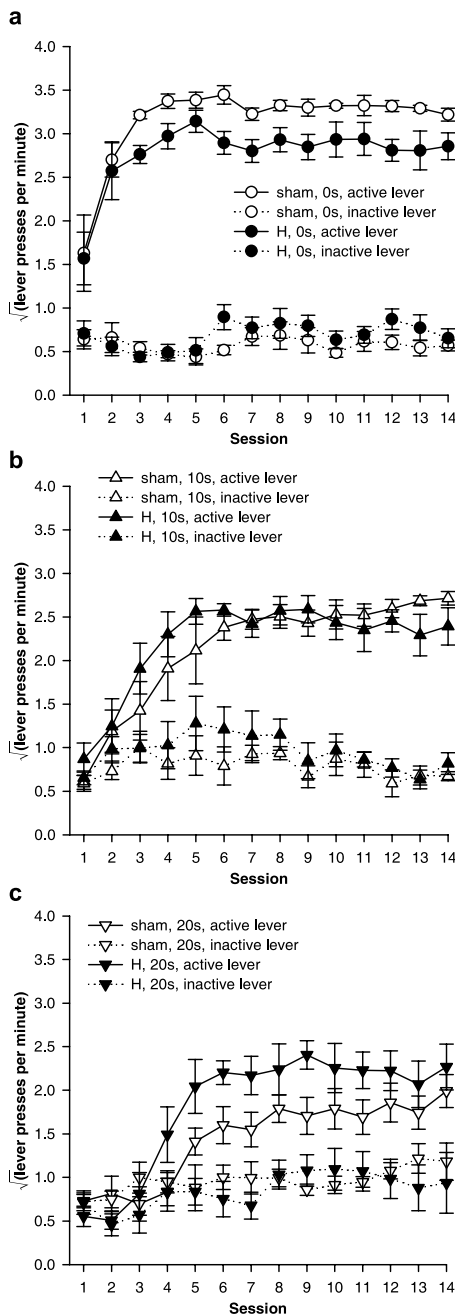 a
4.0
3.5
3.0
2.5
2.0
1.5
1.0
0.5
0.0
√(lever presses per minute)
sham, 0s, active lever
sham, 0s, inactive lever
H, 0s, active lever
H, 0s, inactive lever
1 2 3 4 5 6 7 8 9 10 11 12 13 14
Session
b
sham, 10s, active lever
sham, 10s, inactive lever
H, 10s, active lever
H, 10s, inactive lever
4.0
3.5
3.0
2.5
2.0
1.5
1.0
0.5
0.0
√(lever presses per minute)
1 2 3 4 5 6 7 8 9 10 11 12 13 14
Session
c
sham, 20s, active lever
sham, 20s, inactive lever
H, 20s, active lever
H, 20s, inactive lever
4.0
3.5
3.0
2.5
2.0
1.5
1.0
0.5
0.0
√(lever presses per minute)
1 2 3 4 5 6 7 8 9 10 11 12 13 14
Session